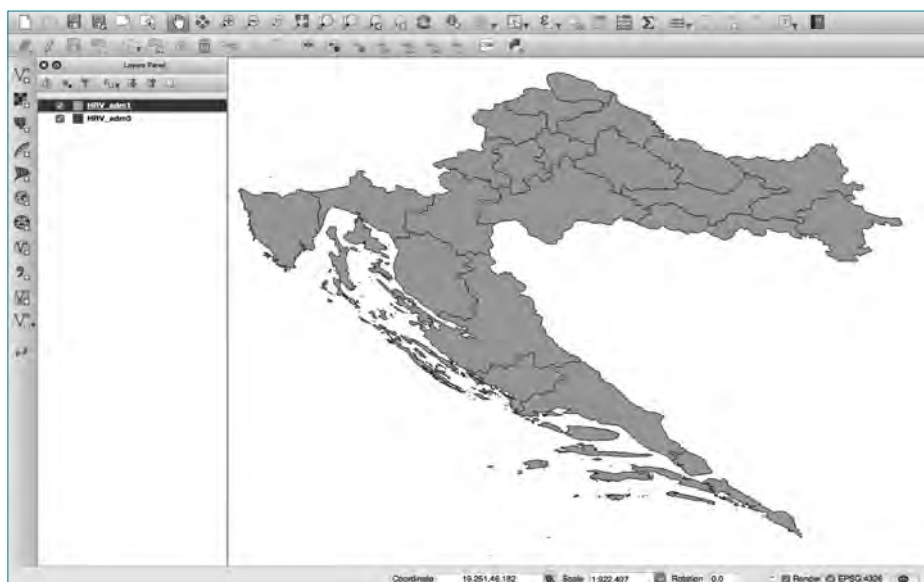 Layers Panel
HRV_adm1
HRV_adm0
Coordinate 19.251,46.182 Scale 1:922.407 Rotation 0.0 Render EPSG:4326